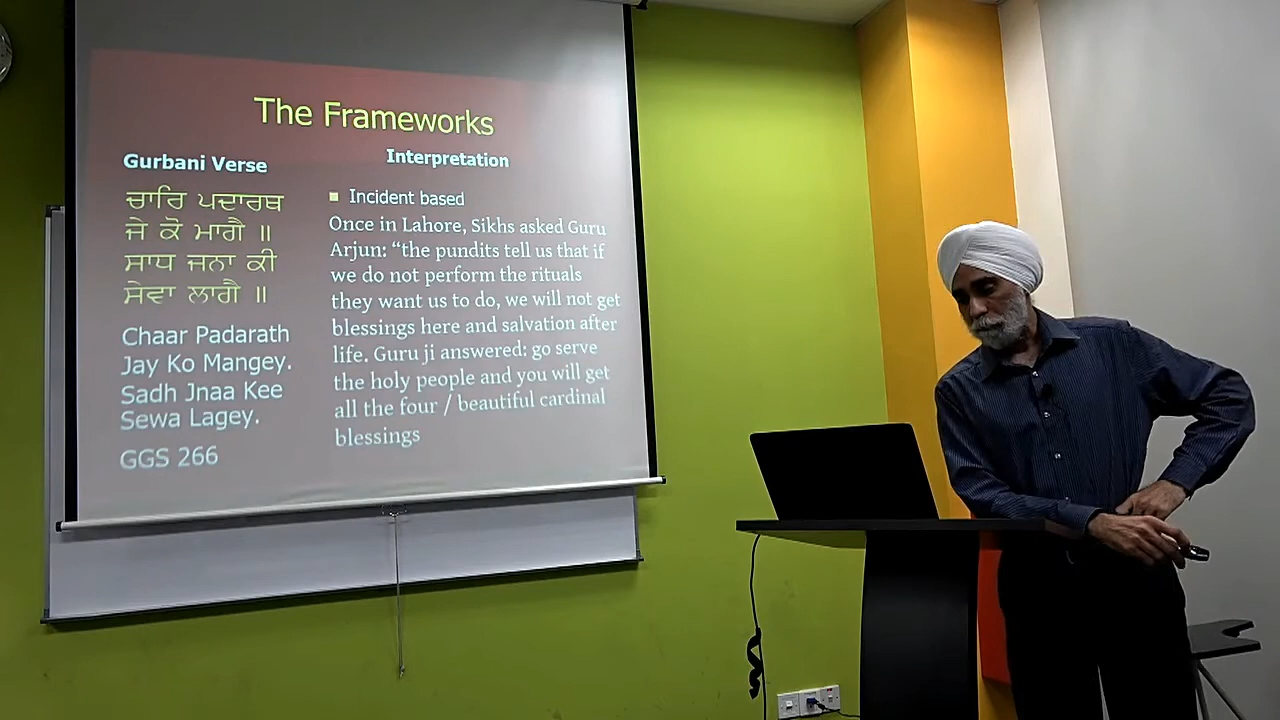 The Frameworks
Gurbani Verse
ਚਾਰਿ ਪਦਾਰਥ
ਜੇ ਕੋ ਮਾਗੈ ॥
ਸਾਧ ਜਨਾ ਕੀ
ਸੇਵਾ ਲਾਗੈ ॥
Chaar Padarath
Jay Ko Mangey.
Sadh Jnaa Kee
Sewa Lagey.
GGS 266
Interpretation
■ Incident based
Once in Lahore, Sikhs asked Guru
Arjun: “the pundits tell us that if
we do not perform the rituals
they want us to do, we will not get
blessings here and salvation after
life. Guru ji answered: go serve
the holy people and you will get
all the four / beautiful cardinal
blessings